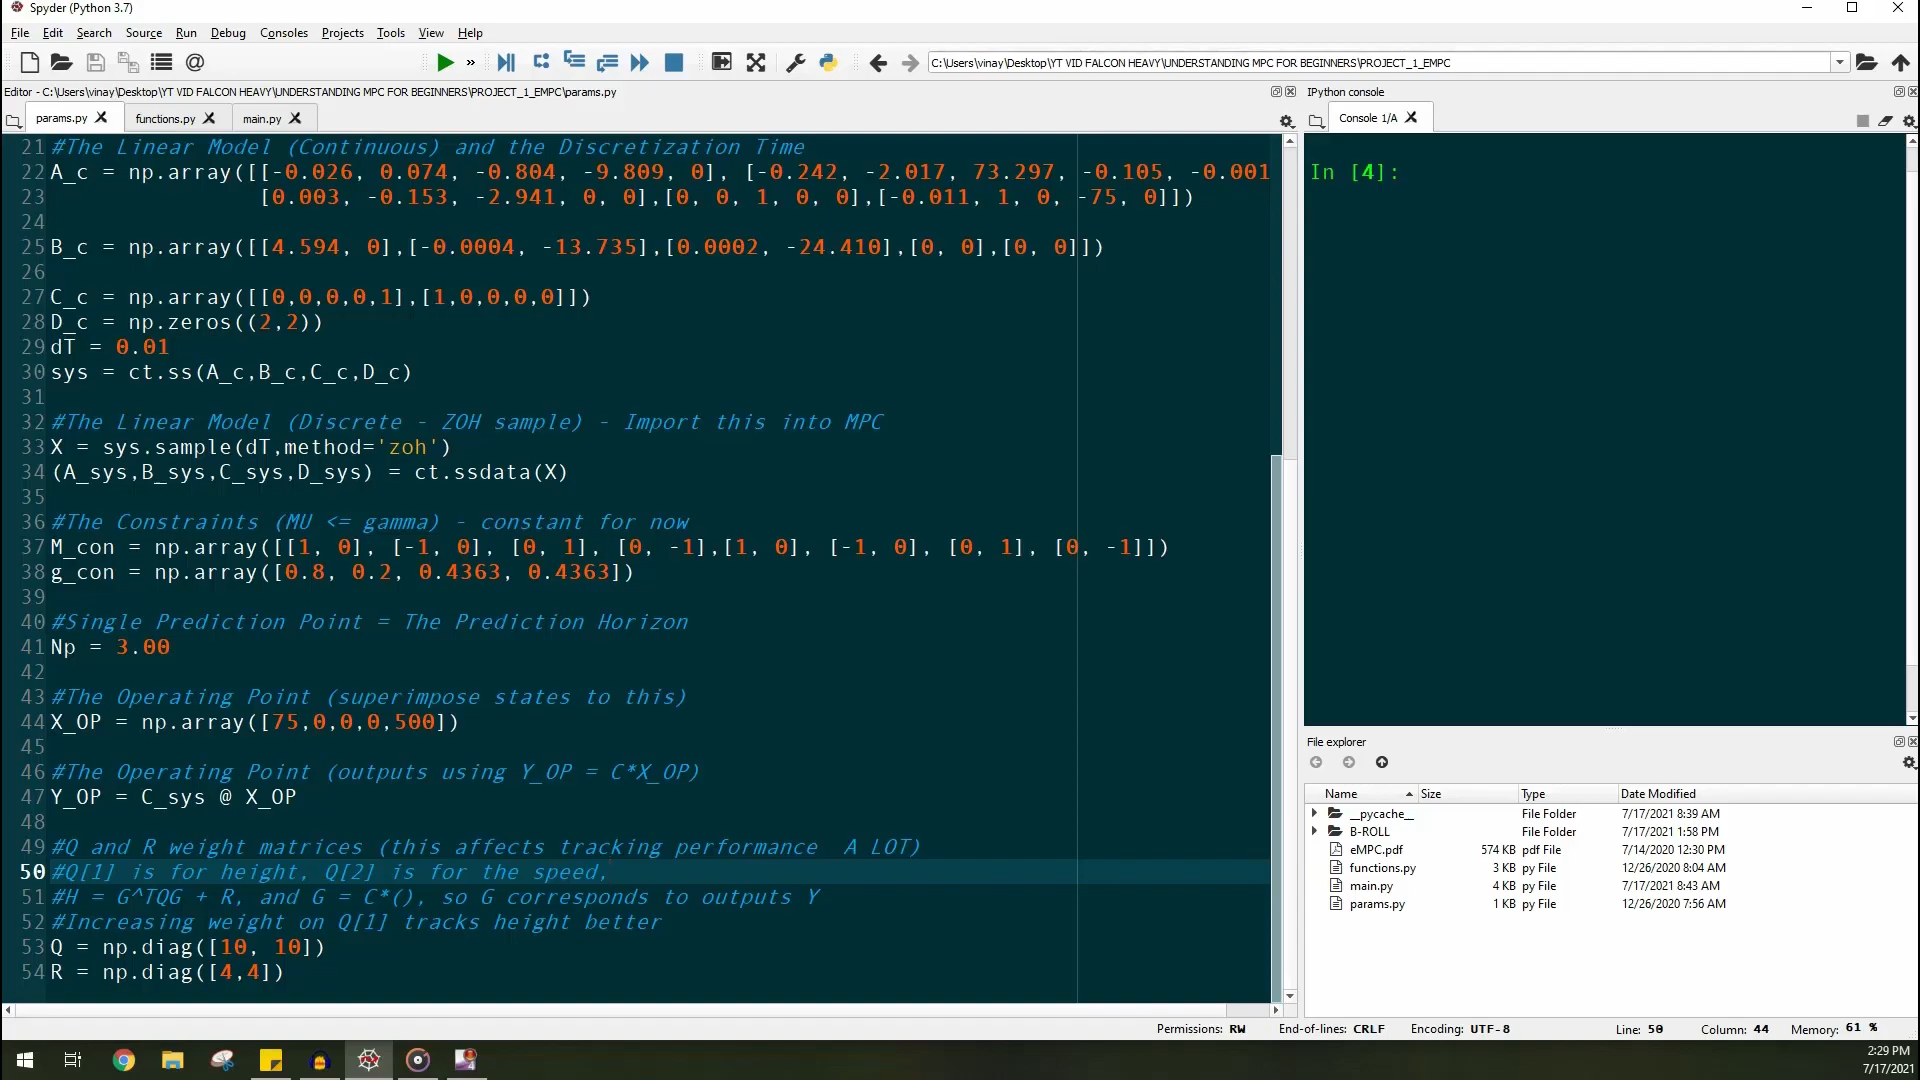 Spyder (Python 3.7)
File Edit Search Source Run Debug Consoles Projects Tools View Help
C:\Users\vinay\Desktop\YT VID FALCON HEAVY\UNDERSTANDING MPC FOR BEGINNERS\PROJECT_1_EMPC
Editor - C:\Users\vinay\Desktop\YT VID FALCON HEAVY\UNDERSTANDING MPC FOR BEGINNERS\PROJECT_1_EMPC\params.py
params.py functions.py main.py
21 #The Linear Model (Continuous) and the Discretization Time
22 A_c = np.array([[-0.026, 0.074, -0.804, -9.809, 0], [-0.242, -2.017, 73.297, -0.105, -0.001
23 [0.003, -0.153, -2.941, 0, 0],[0, 0, 1, 0, 0],[-0.011, 1, 0, -75, 0]])
24
25 B_c = np.array([[4.594, 0],[-0.0004, -13.735],[0.0002, -24.410],[0, 0],[0, 0]])
26
27 C_c = np.array([[0,0,0,0,1],[1,0,0,0,0]])
28 D_c = np.zeros((2,2))
29 dT = 0.01
30 sys = ct.ss(A_c,B_c,C_c,D_c)
31
32 #The Linear Model (Discrete - ZOH sample) - Import this into MPC
33 X = sys.sample(dT,method='zoh')
34 (A_sys,B_sys,C_sys,D_sys) = ct.ssdata(X)
35
36 #The Constraints (MU <= gamma) - constant for now
37 M_con = np.array([[1, 0], [-1, 0], [0, 1], [0, -1],[1, 0], [-1, 0], [0, 1], [0, -1]])
38 g_con = np.array([0.8, 0.2, 0.4363, 0.4363])
39
40 #Single Prediction Point = The Prediction Horizon
41 Np = 3.00
42
43 #The Operating Point (superimpose states to this)
44 X_OP = np.array([75,0,0,0,500])
45
46 #The Operating Point (outputs using Y_OP = C*X_OP)
47 Y_OP = C_sys @ X_OP
48
49 #Q and R weight matrices (this affects tracking performance  A LOT)
50 #Q[1] is for height, Q[2] is for the speed,
51 #H = G^TQG + R, and G = C*(), so G corresponds to outputs Y
52 #Increasing weight on Q[1] tracks height better
53 Q = np.diag([10, 10])
54 R = np.diag([4,4])
IPython console
Console 1/A
In [4]:
File explorer
Name Size Type Date Modified
__pycache__ File Folder 7/17/2021 8:39 AM
B-ROLL File Folder 7/17/2021 1:58 PM
eMPC.pdf 574 KB pdf File 7/14/2020 12:30 PM
functions.py 3 KB py File 12/26/2020 8:04 AM
main.py 4 KB py File 7/17/2021 8:43 AM
params.py 1 KB py File 12/26/2020 7:56 AM
Permissions: RW End-of-lines: CRLF Encoding: UTF-8 Line: 50 Column: 44 Memory: 61 %
2:29 PM
7/17/2021